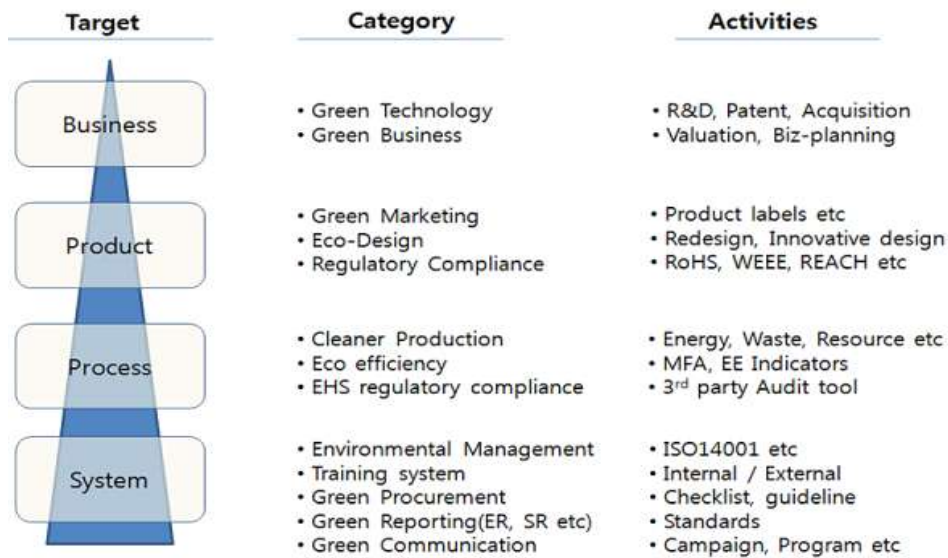 Target Category Activities
Business
• Green Technology
• Green Business
• R&D, Patent, Acquisition
• Valuation, Biz-planning
Product
• Green Marketing
• Eco-Design
• Regulatory Compliance
• Product labels etc
• Redesign, Innovative design
• RoHS, WEEE, REACH etc
Process
• Cleaner Production
• Eco efficiency
• EHS regulatory compliance
• Energy, Waste, Resource etc
• MFA, EE Indicators
• 3rd party Audit tool
System
• Environmental Management
• Training system
• Green Procurement
• Green Reporting(ER, SR etc)
• Green Communication
• ISO14001 etc
• Internal / External
• Checklist, guideline
• Standards
• Campaign, Program etc